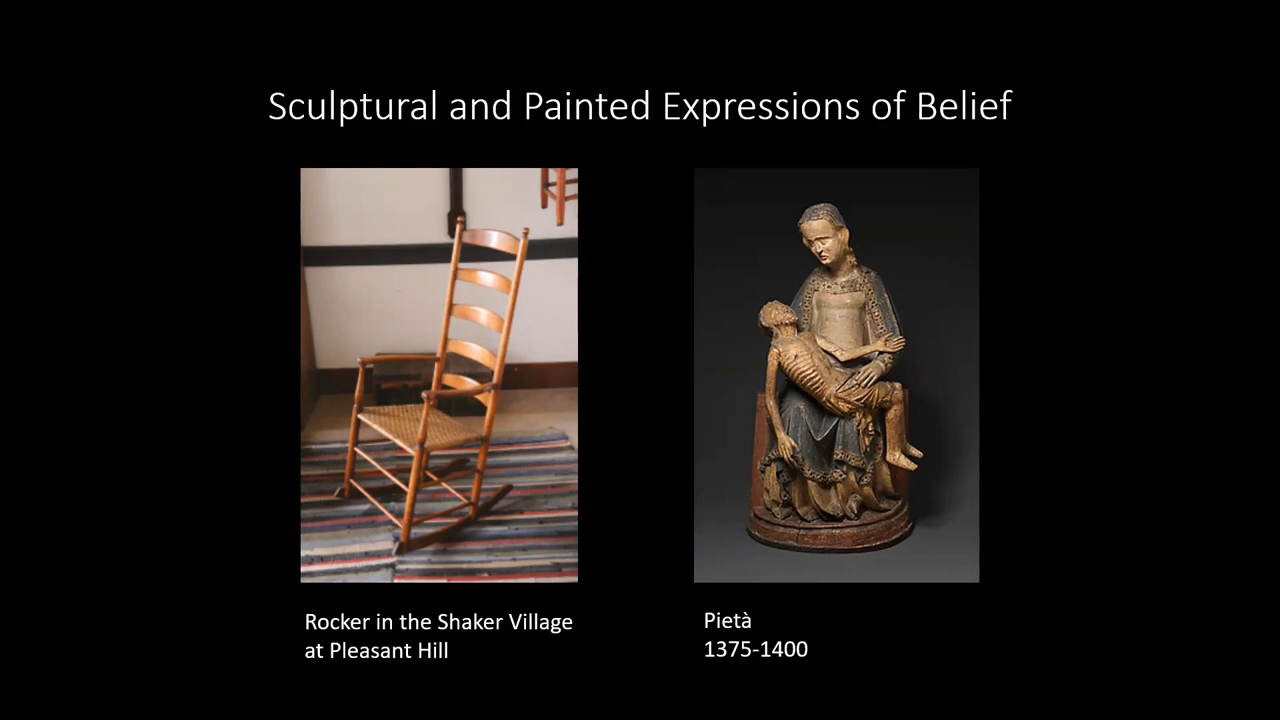 Sculptural and Painted Expressions of Belief
Rocker in the Shaker Village
at Pleasant Hill
Pietà
1375-1400